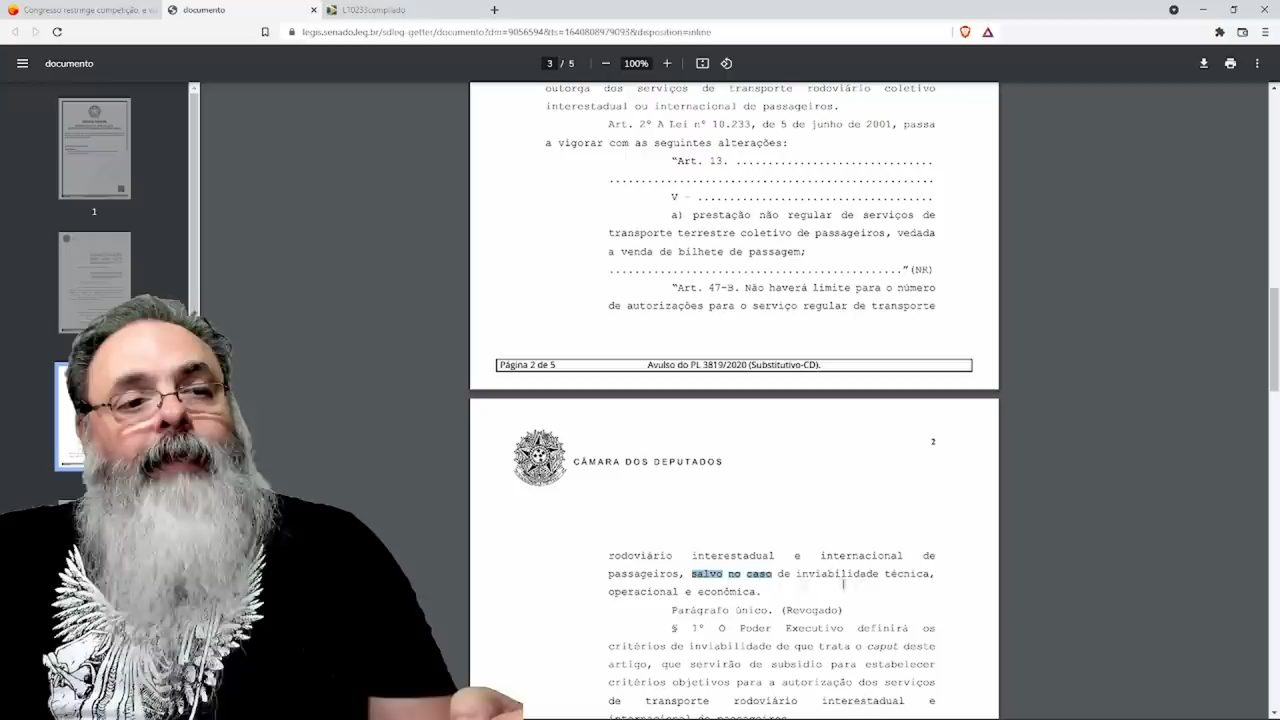 Congresso restringe competição, e va
documento
L10233compilado
legis.senado.leg.br/sdleg-getter/documento?dm=9056594&ts=1640808979093&disposition=inline
documento
3 / 5
100%
outorga dos serviços de transporte rodoviário coletivo
interestadual ou internacional de passageiros.
Art. 2º A Lei nº 10.233, de 5 de junho de 2001, passa
a vigorar com as seguintes alterações:
"Art. 13. ................................
....................................................
V - ......................................
a) prestação não regular de serviços de
transporte terrestre coletivo de passageiros, vedada
a venda de bilhete de passagem;
..............................................."(NR)
"Art. 47-B. Não haverá limite para o número
de autorizações para o serviço regular de transporte
1
Página 2 de 5 Avulso do PL 3819/2020 (Substitutivo-CD).
2
CÂMARA DOS DEPUTADOS
rodoviário interestadual e internacional de
passageiros, salvo no caso de inviabilidade técnica,
operacional e econômica.
Parágrafo único. (Revogado)
§ 1º O Poder Executivo definirá os
critérios de inviabilidade de que trata o caput deste
artigo, que servirão de subsídio para estabelecer
critérios objetivos para a autorização dos serviços
de transporte rodoviário interestadual e
internacional de passageiros